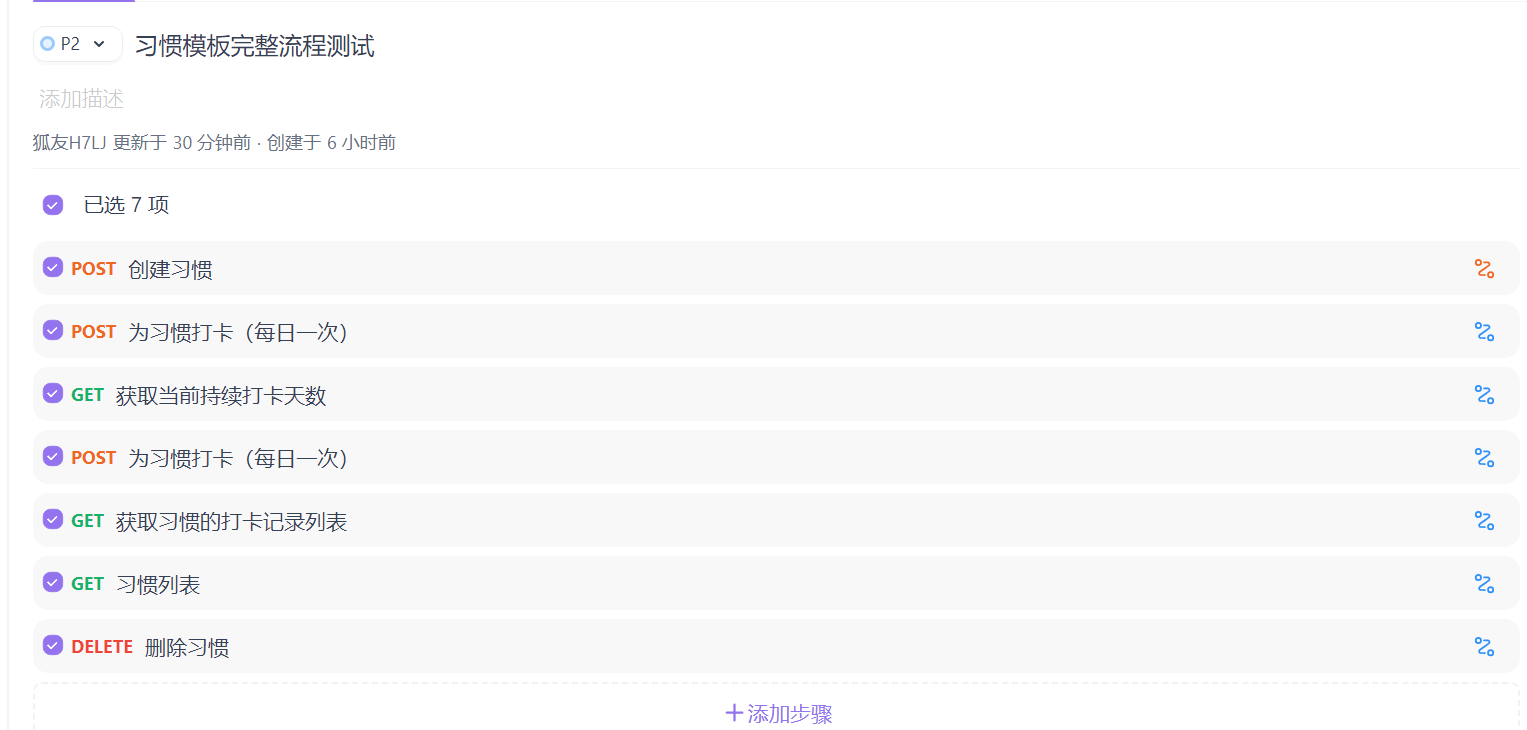 P2 习惯模板完整流程测试
添加描述
狐友H7LJ 更新于 30 分钟前 · 创建于 6 小时前
已选 7 项
POST 创建习惯
POST 为习惯打卡（每日一次）
GET 获取当前持续打卡天数
POST 为习惯打卡（每日一次）
GET 获取习惯的打卡记录列表
GET 习惯列表
DELETE 删除习惯
+添加步骤